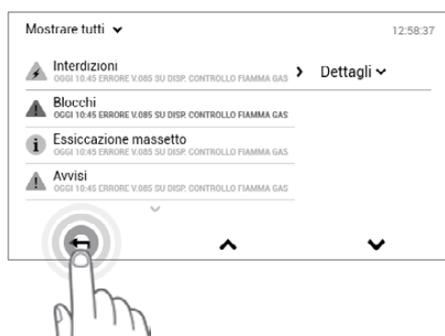 Mostrare tutti
12:58:37
Interdizioni
OGGI 10:45 ERRORE V.085 SU DISP. CONTROLLO FIAMMA GAS
Dettagli
Blocchi
OGGI 10:45 ERRORE V.085 SU DISP. CONTROLLO FIAMMA GAS
Essiccazione massetto
OGGI 10:45 ERRORE V.085 SU DISP. CONTROLLO FIAMMA GAS
Avvisi
OGGI 10:45 ERRORE V.085 SU DISP. CONTROLLO FIAMMA GAS